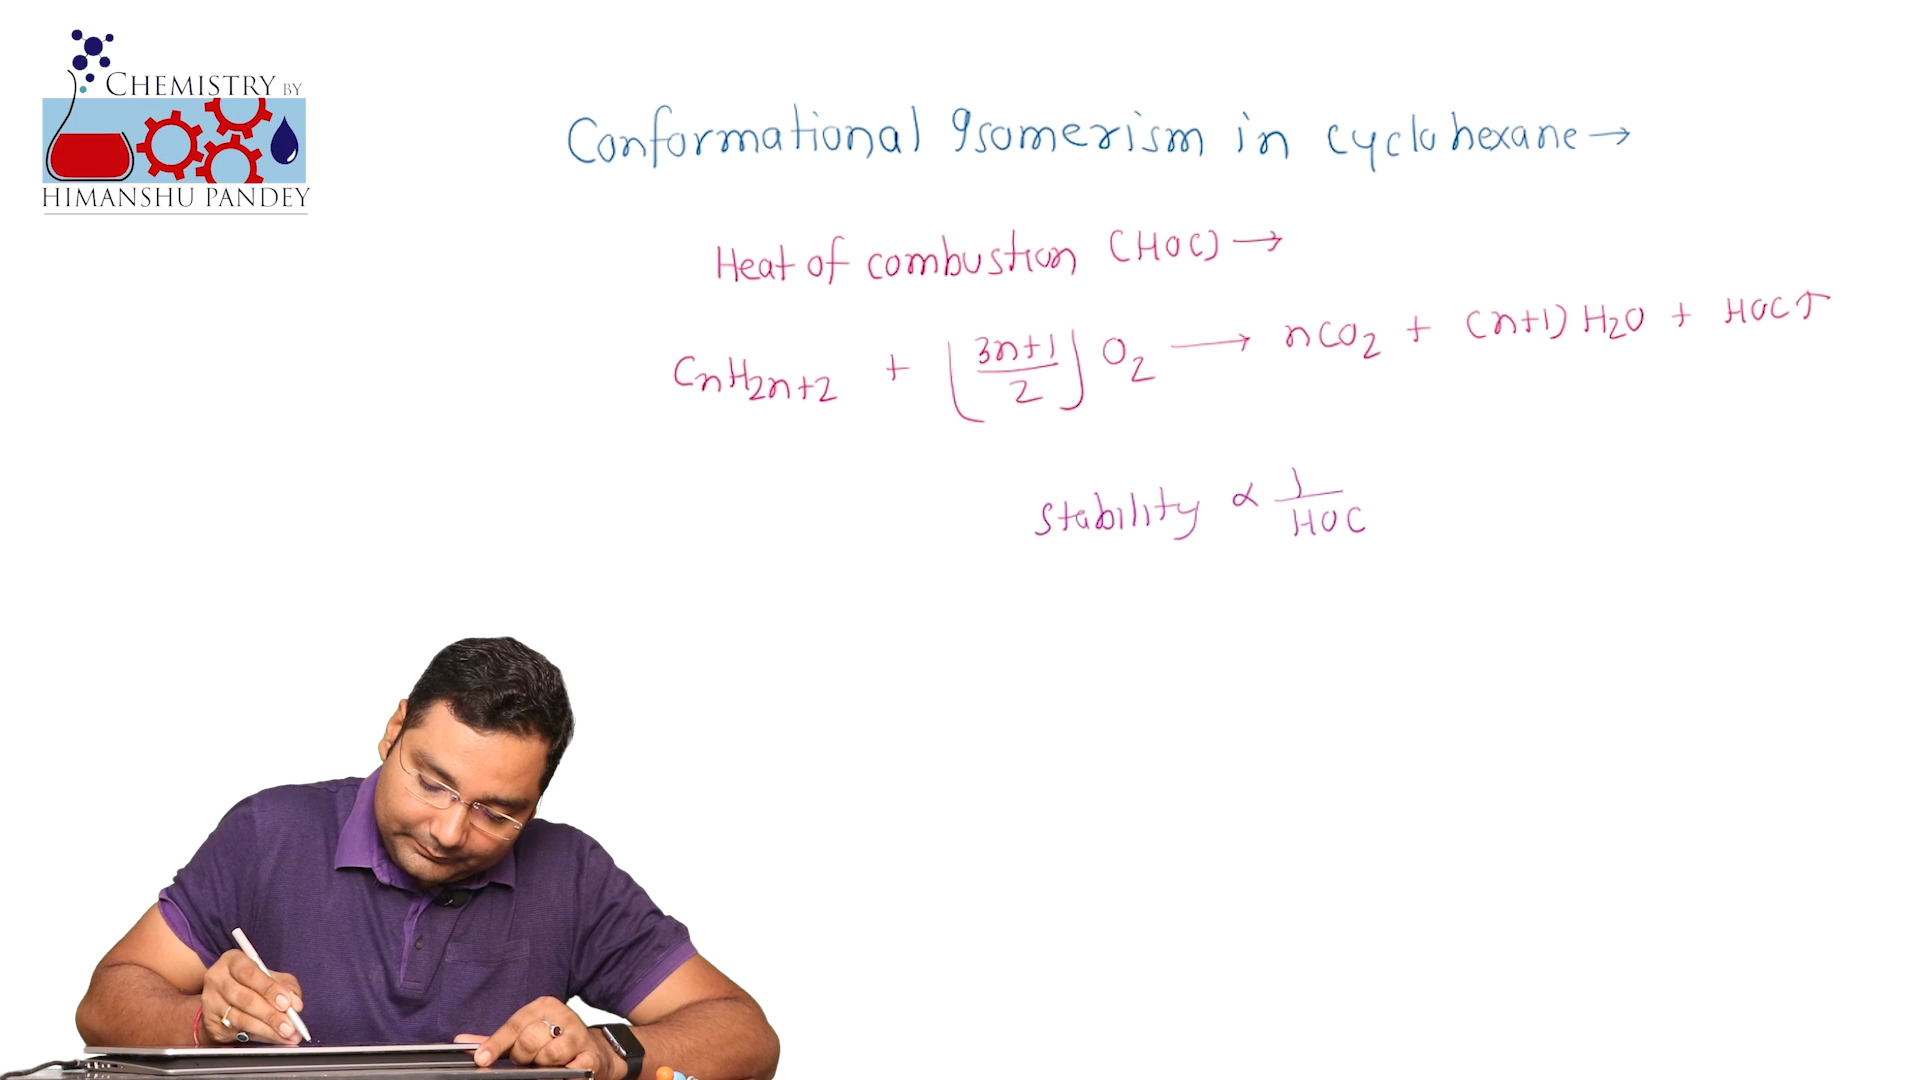 CHEMISTRY BY
HIMANSHU PANDEY
Conformational Isomerism in cyclohexane →
Heat of combustion (HOC) →
CnH2n+2 + [3n+1/2] O2 → nCO2 + (n+1) H2O + HOC↑
Stability ∝ 1/HOC